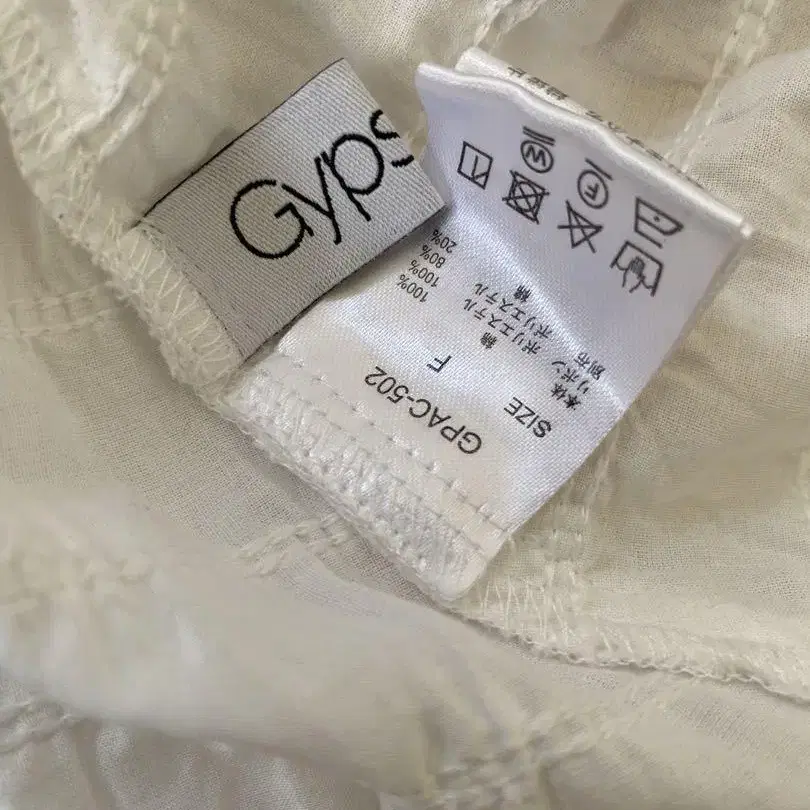 Gyps
GPAC-502
SIZE F
本体 綿 100%
リボン ポリエステル 100%
別布 ポリエステル 80%
綿 20%
F
W